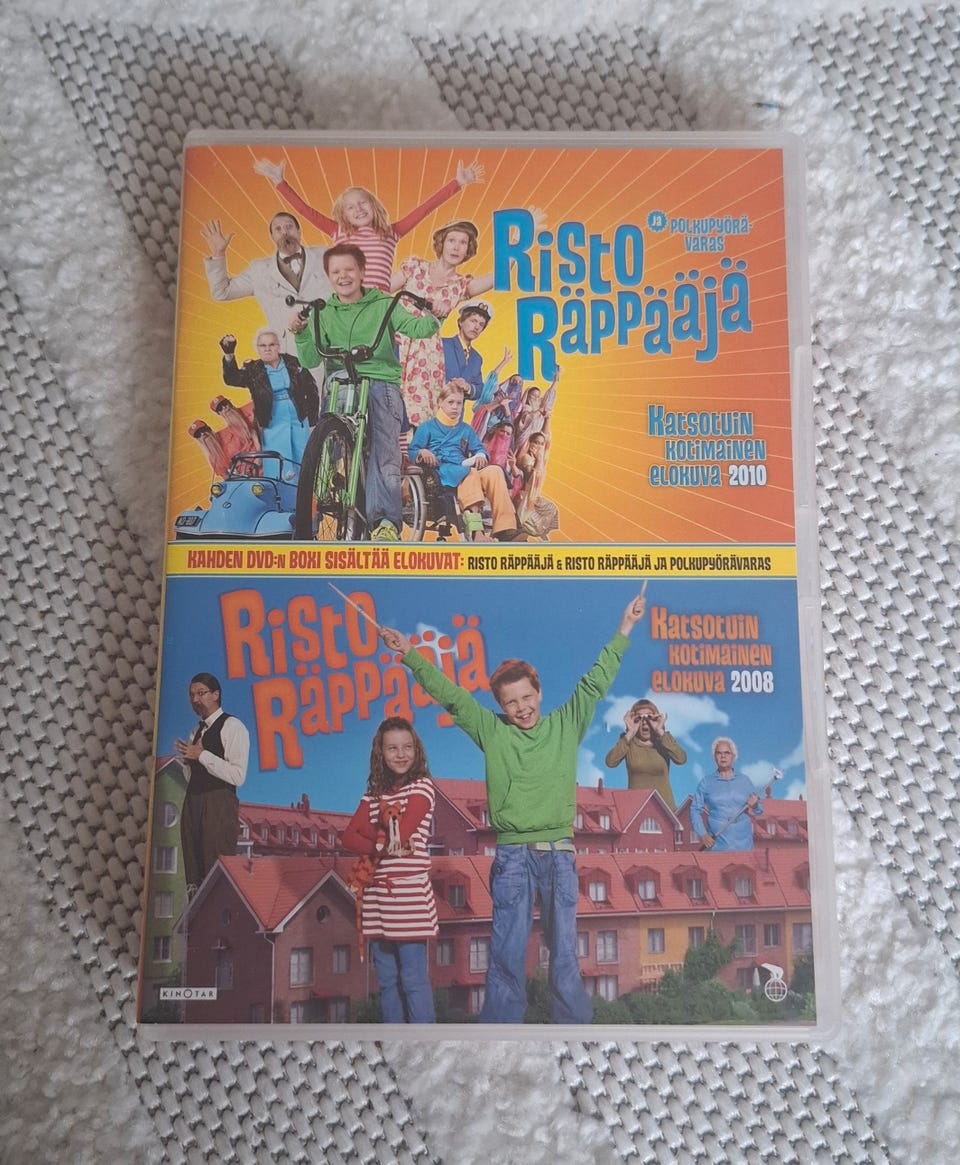 Risto
Räppääjä
ja POLKUPYÖRÄ-
VARAS
Katsotuin
kotimainen
elokuva 2010
KAHDEN DVD:N BOXI SISÄLTÄÄ ELOKUVAT: RISTO RÄPPÄÄJÄ & RISTO RÄPPÄÄJÄ JA POLKUPYÖRÄVARAS
Risto
Räppääjä
Katsotuin
kotimainen
elokuva 2008
KINOTAR